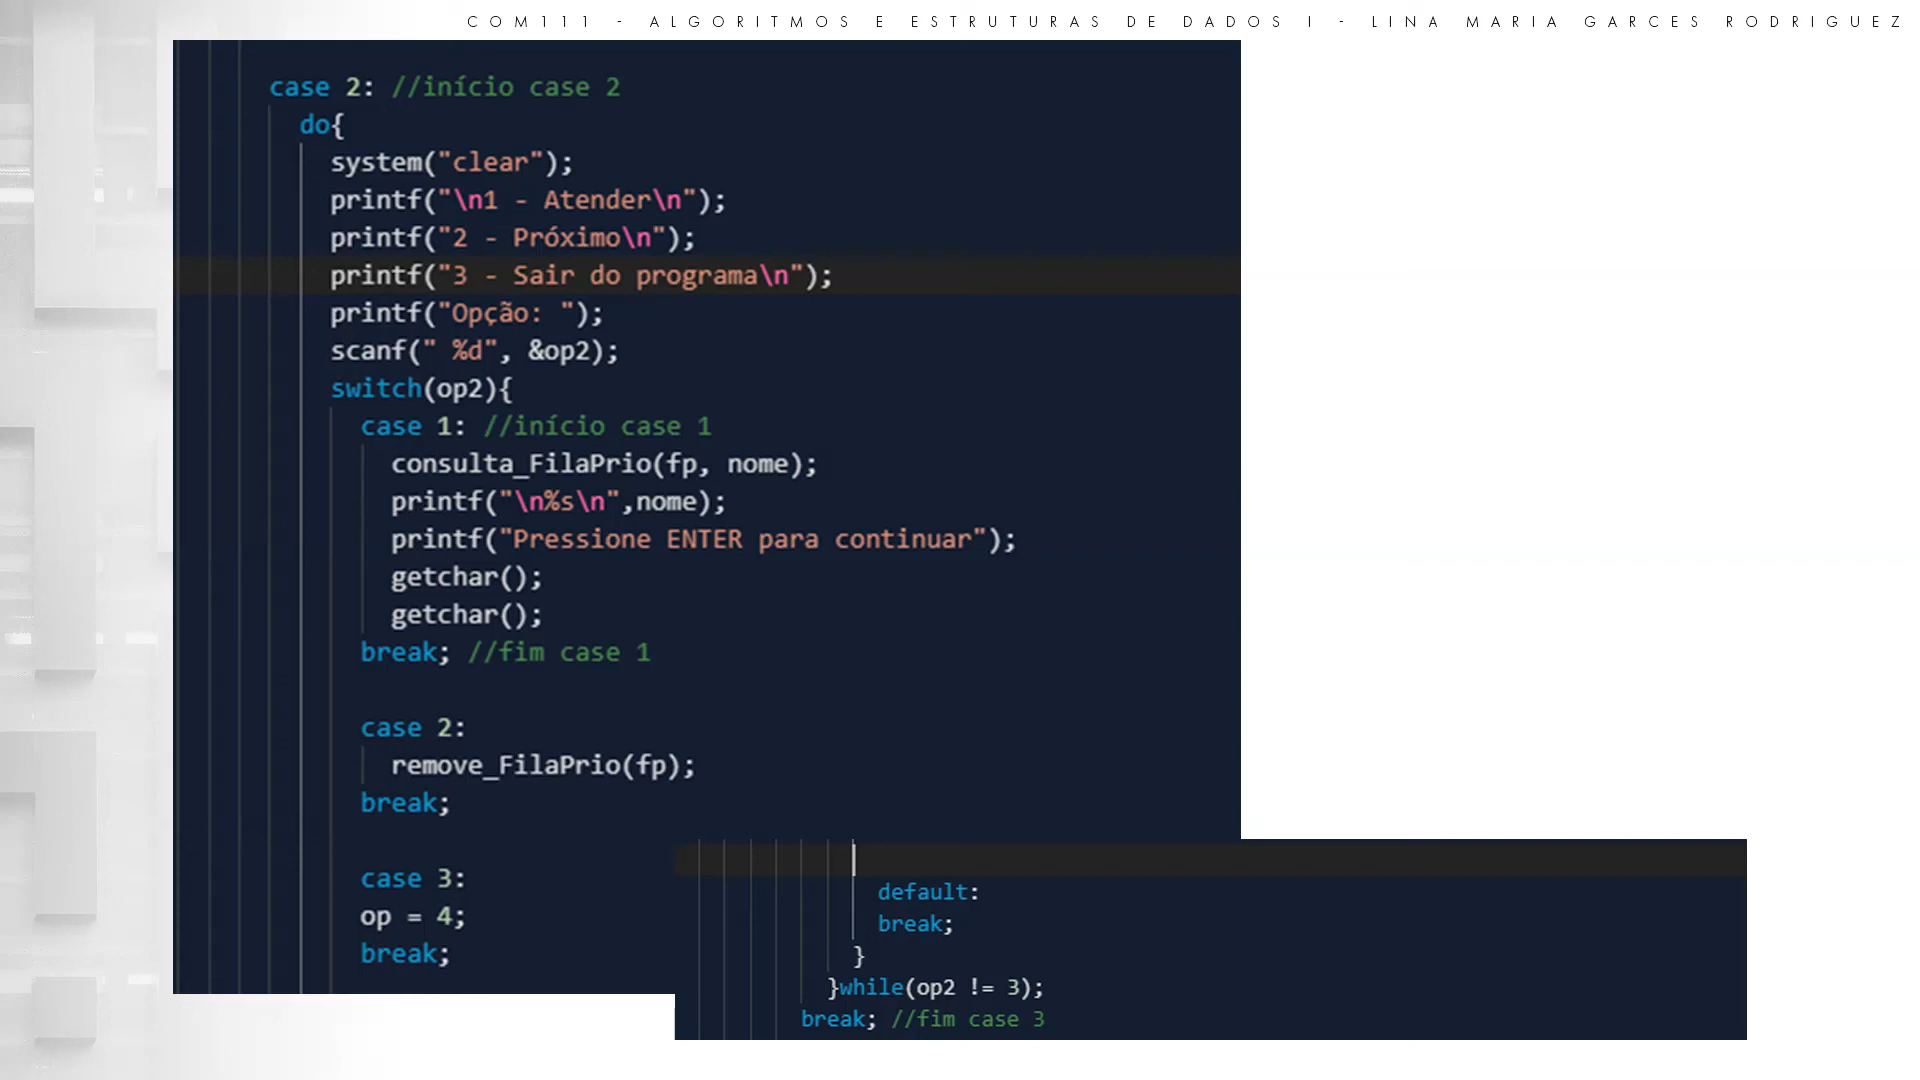 COM111 - ALGORITMOS E ESTRUTURAS DE DADOS I - LINA MARIA GARCES RODRIGUEZ
case 2: //início case 2
do{
system("clear");
printf("\n1 - Atender\n");
printf("2 - Próximo\n");
printf("3 - Sair do programa\n");
printf("Opção: ");
scanf(" %d", &op2);
switch(op2){
case 1: //início case 1
consulta_FilaPrio(fp, nome);
printf("\n%s\n",nome);
printf("Pressione ENTER para continuar");
getchar();
getchar();
break; //fim case 1
case 2:
remove_FilaPrio(fp);
break;
case 3:
op = 4;
break;
default:
break;
}
}while(op2 != 3);
break; //fim case 3